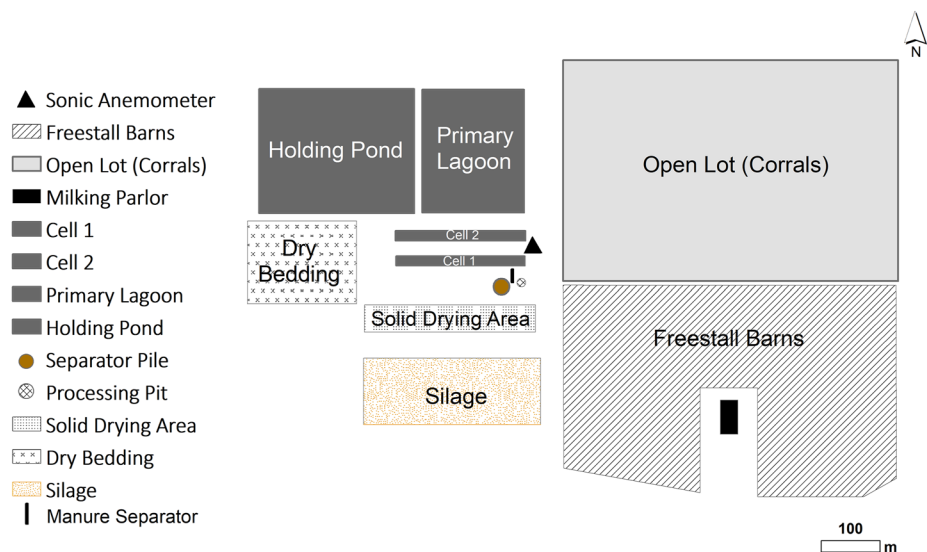 N
Sonic Anemometer
Freestall Barns
Open Lot (Corrals)
Milking Parlor
Cell 1
Cell 2
Primary Lagoon
Holding Pond
Separator Pile
Processing Pit
Solid Drying Area
Dry Bedding
Silage
Manure Separator
Holding Pond
Primary
Lagoon
Open Lot (Corrals)
Cell 2
Cell 1
Dry
Bedding
Solid Drying Area
Freestall Barns
Silage
100
m